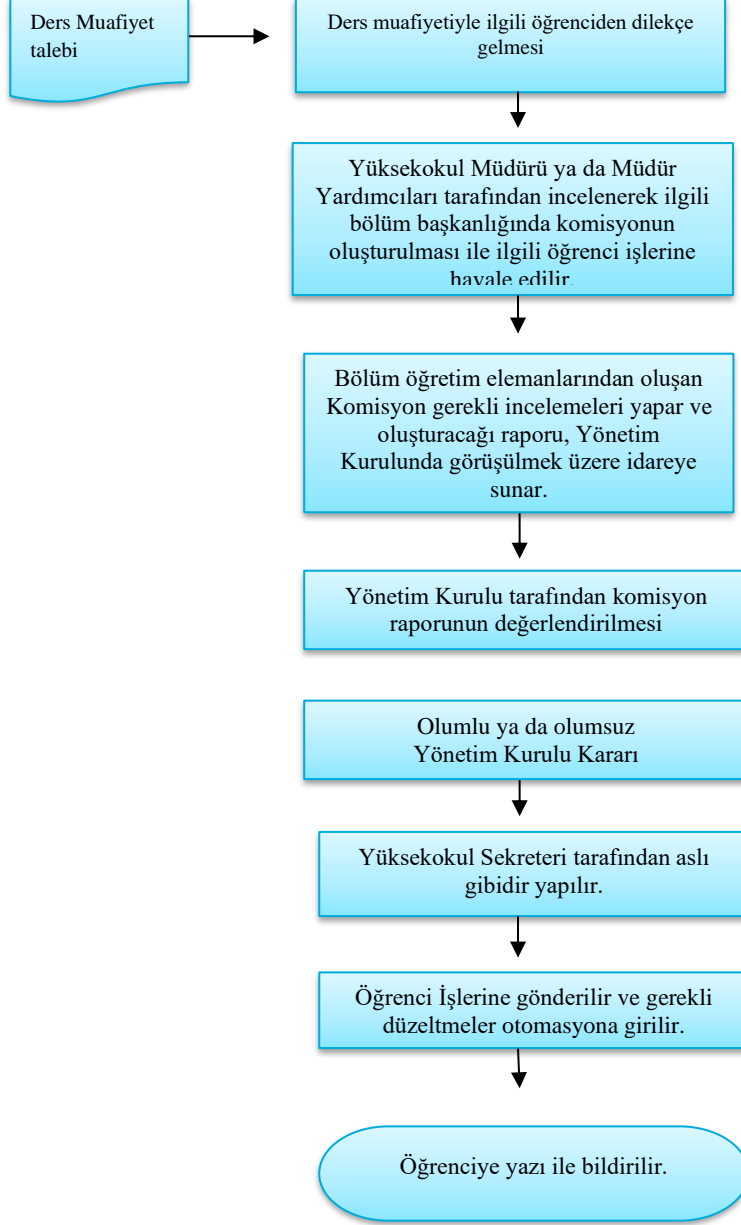 Ders Muafiyet
talebi
Ders muafiyetiyle ilgili öğrenciden dilekçe
gelmesi
Yüksekokul Müdürü ya da Müdür
Yardımcıları tarafından incelenerek ilgili
bölüm başkanlığında komisyonun
oluşturulması ile ilgili öğrenci işlerine
havale edilir.
Bölüm öğretim elemanlarından oluşan
Komisyon gerekli incelemeleri yapar ve
oluşturacağı raporu, Yönetim
Kurulunda görüşülmek üzere idareye
sunar.
Yönetim Kurulu tarafından komisyon
raporunun değerlendirilmesi
Olumlu ya da olumsuz
Yönetim Kurulu Kararı
Yüksekokul Sekreteri tarafından aslı
gibidir yapılır.
Öğrenci İşlerine gönderilir ve gerekli
düzeltmeler otomasyona girilir.
Öğrenciye yazı ile bildirilir.